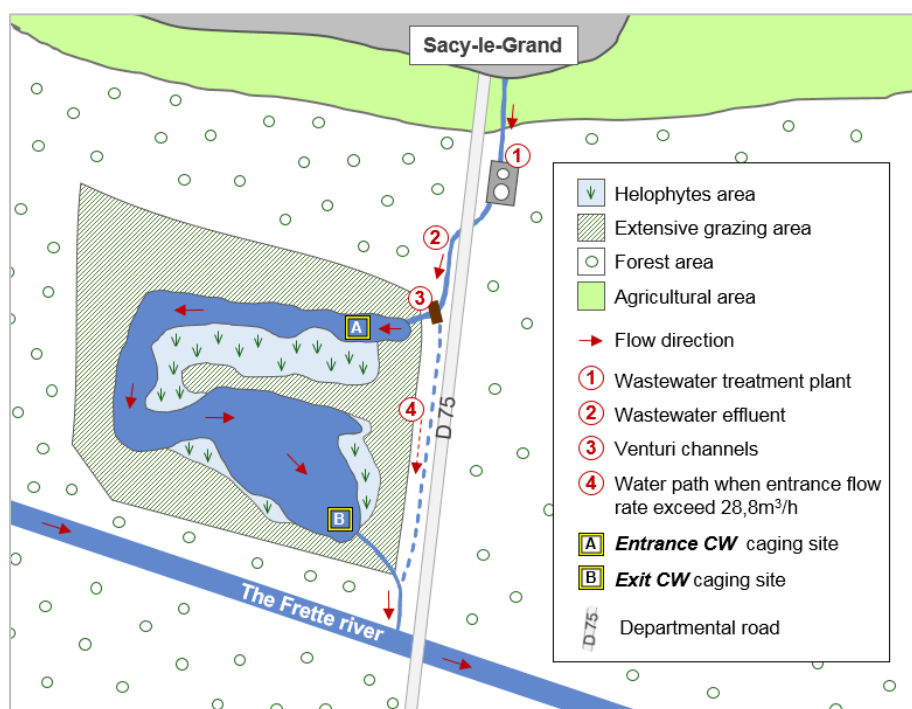 Sacy-le-Grand
1
2
3
A
4
D 75
B
The Frette river
Helophytes area
Extensive grazing area
Forest area
Agricultural area
Flow direction
1 Wastewater treatment plant
2 Wastewater effluent
3 Venturi channels
4 Water path when entrance flow
rate exceed 28,8m³/h
A Entrance CW caging site
B Exit CW caging site
D 75 Departmental road